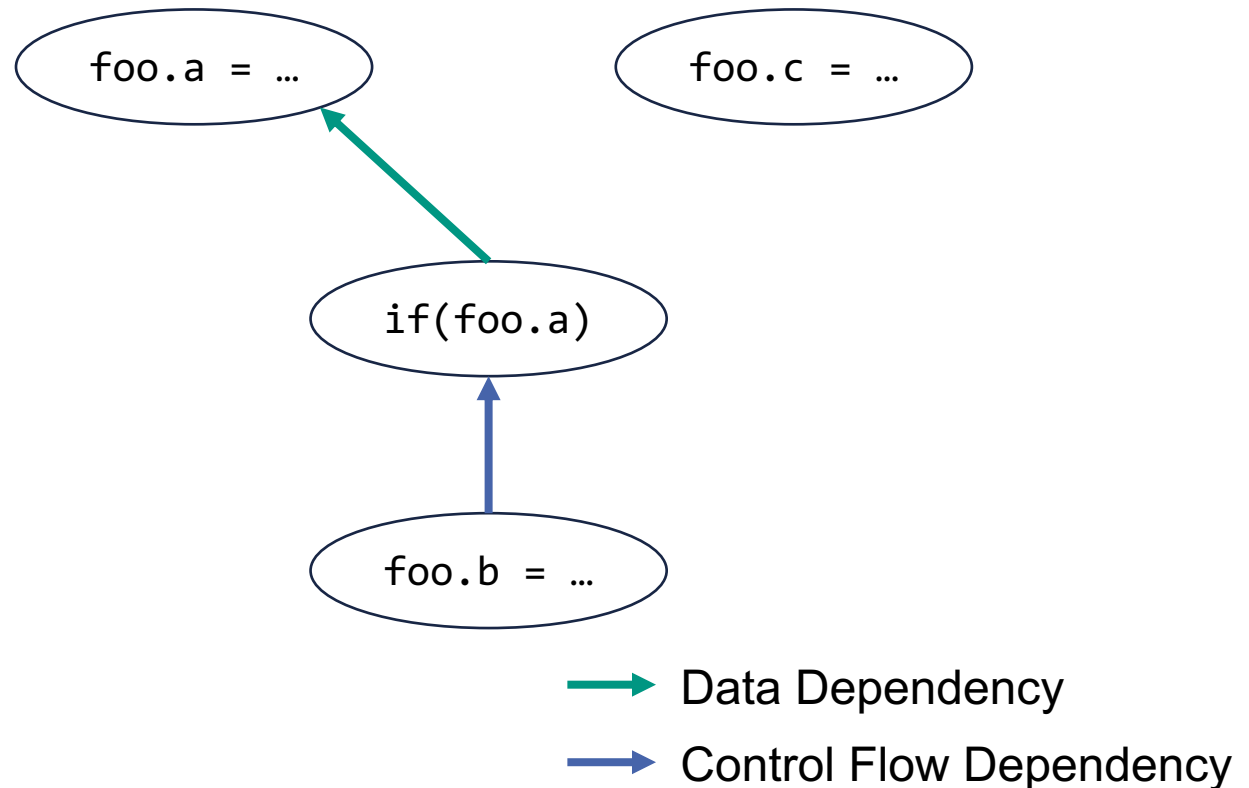 foo.a = …
foo.c = …
if(foo.a)
foo.b = …
Data Dependency
Control Flow Dependency